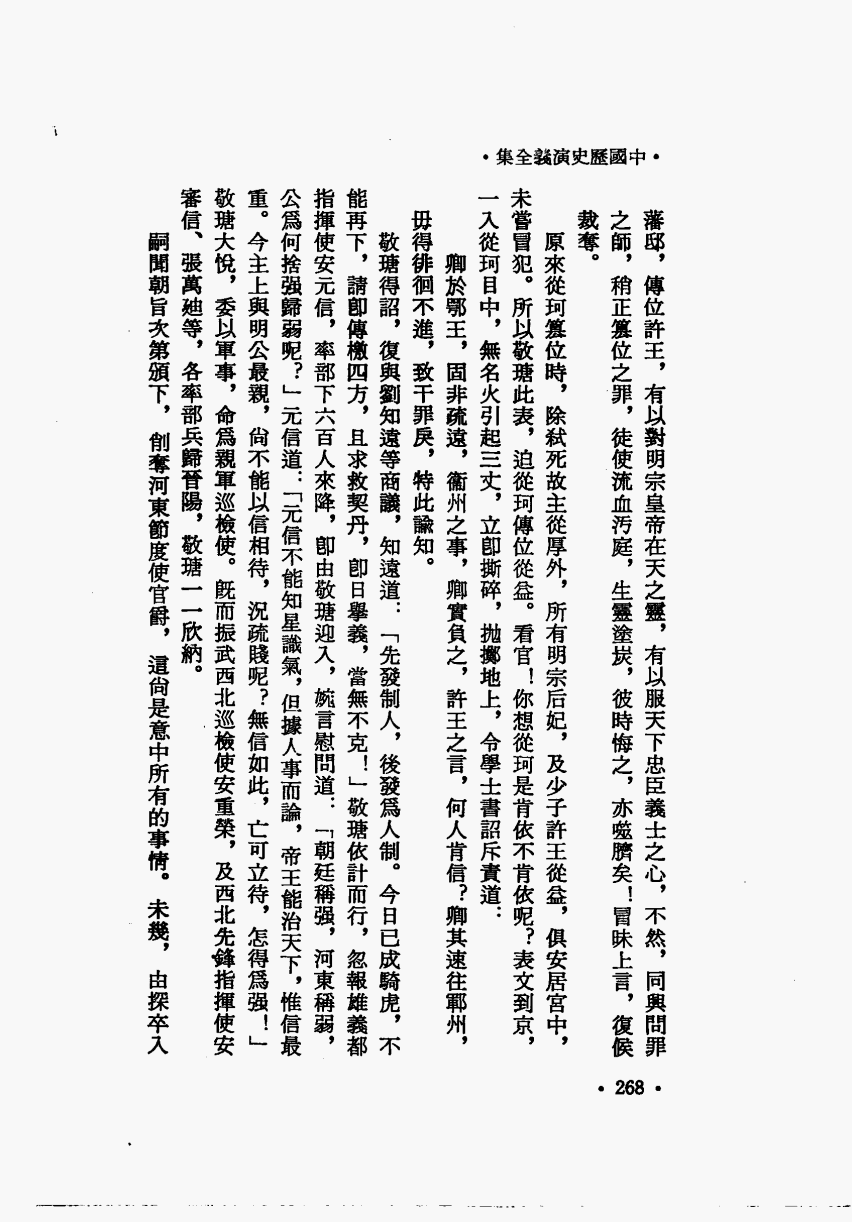 •中國歷史演義全集•
藩邸，傳位許王，有以對明宗皇帝在天之靈，有以服天下忠臣義士之心，不然，同興問罪
之師，稍正篡位之罪，徒使流血汚庭，生靈塗炭，彼時悔之，亦噬臍矣！冒昧上言，復候
裁奪。
原來從珂篡位時，除弒死故主從厚外，所有明宗后妃，及少子許王從益，俱安居宮中，
未嘗冒犯。所以敬瑭此表，迫從珂傳位從益。看官！你想從珂是肯依不肯依呢？表文到京，
一入從珂目中，無名火引起三丈，立卽撕碎，拋擲地上，令學士書詔斥責道：
卿於鄂王，固非疏遠，衞州之事，卿實負之，許王之言，何人肯信？卿其速往鄆州，
毋得徘徊不進，致干罪戾，特此諭知。
敬瑭得詔，復與劉知遠等商議，知遠道：「先發制人，後發爲人制。今日已成騎虎，不
能再下，請卽傳檄四方，且求救契丹，卽日擧義，當無不克！」敬瑭依計而行，忽報雄義都
指揮使安元信，率部下六百人來降，卽由敬瑭迎入，婉言慰問道：「朝廷稱强，河東稱弱，
公爲何捨强歸弱呢？」元信道：「元信不能知星識氣，但據人事而論，帝王能治天下，惟信最
重。今主上與明公最親，尙不能以信相待，況疏賤呢？無信如此，亡可立待，怎得爲强！」
敬瑭大悅，委以軍事，命爲親軍巡檢使。旣而振武西北巡檢使安重榮，及西北先鋒指揮使安
審信、張萬廸等，各率部兵歸晉陽，敬瑭一一欣納。
嗣聞朝旨次第頒下，削奪河東節度使官爵，這尙是意中所有的事情。未幾，由探卒入
•268•